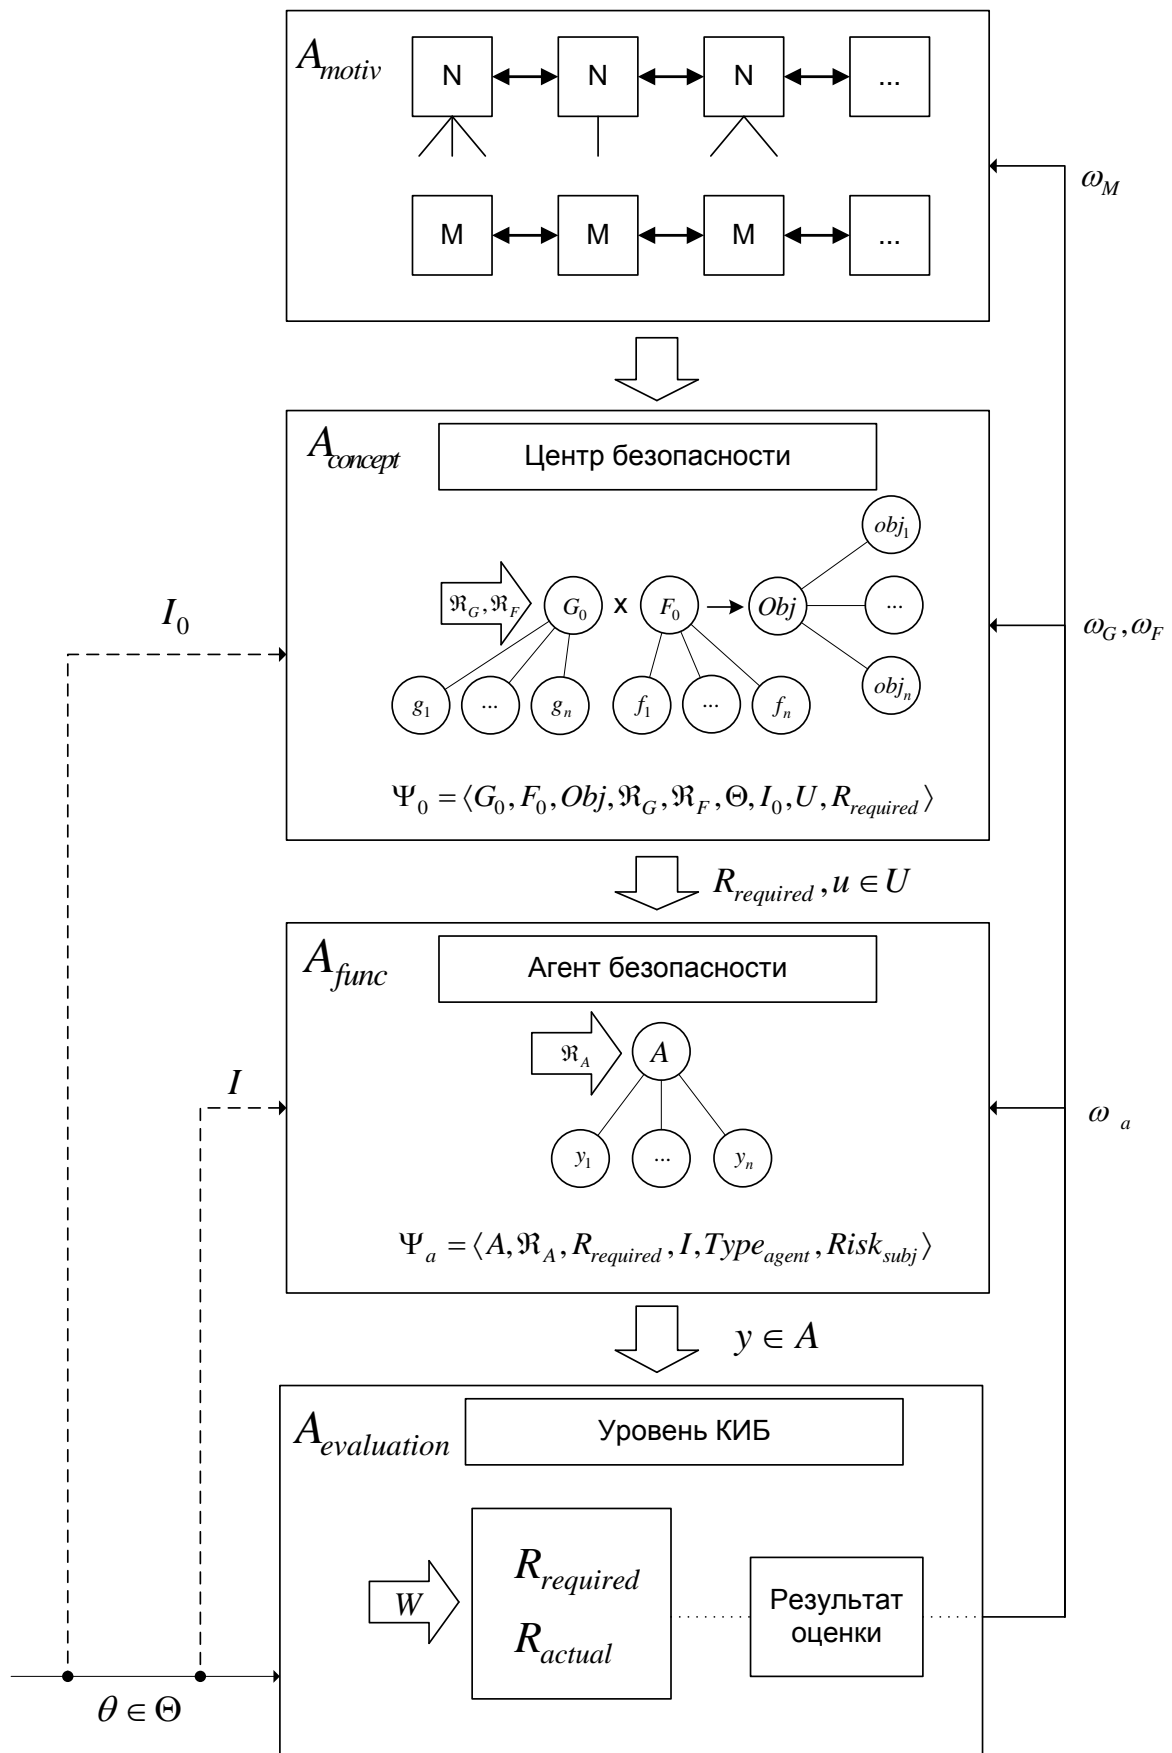 A_motiv
N N N ...
M M M ...
ω_M
A_concept
Центр безопасности
obj_1
ℜ_G, ℜ_F G_0 x F_0 Obj ...
I_0
ω_G, ω_F
g_1 ... g_n f_1 ... f_n obj_n
Ψ_0 = ⟨G_0, F_0, Obj, ℜ_G, ℜ_F, Θ, I_0, U, R_required⟩
R_required, u ∈ U
A_func
Агент безопасности
ℜ_A A
I
ω_a
y_1 ... y_n
Ψ_a = ⟨A, ℜ_A, R_required, I, Type_agent, Risk_subj⟩
y ∈ A
A_evaluation
Уровень КИБ
R_required
W
Результат
оценки
R_actual
θ ∈ Θ